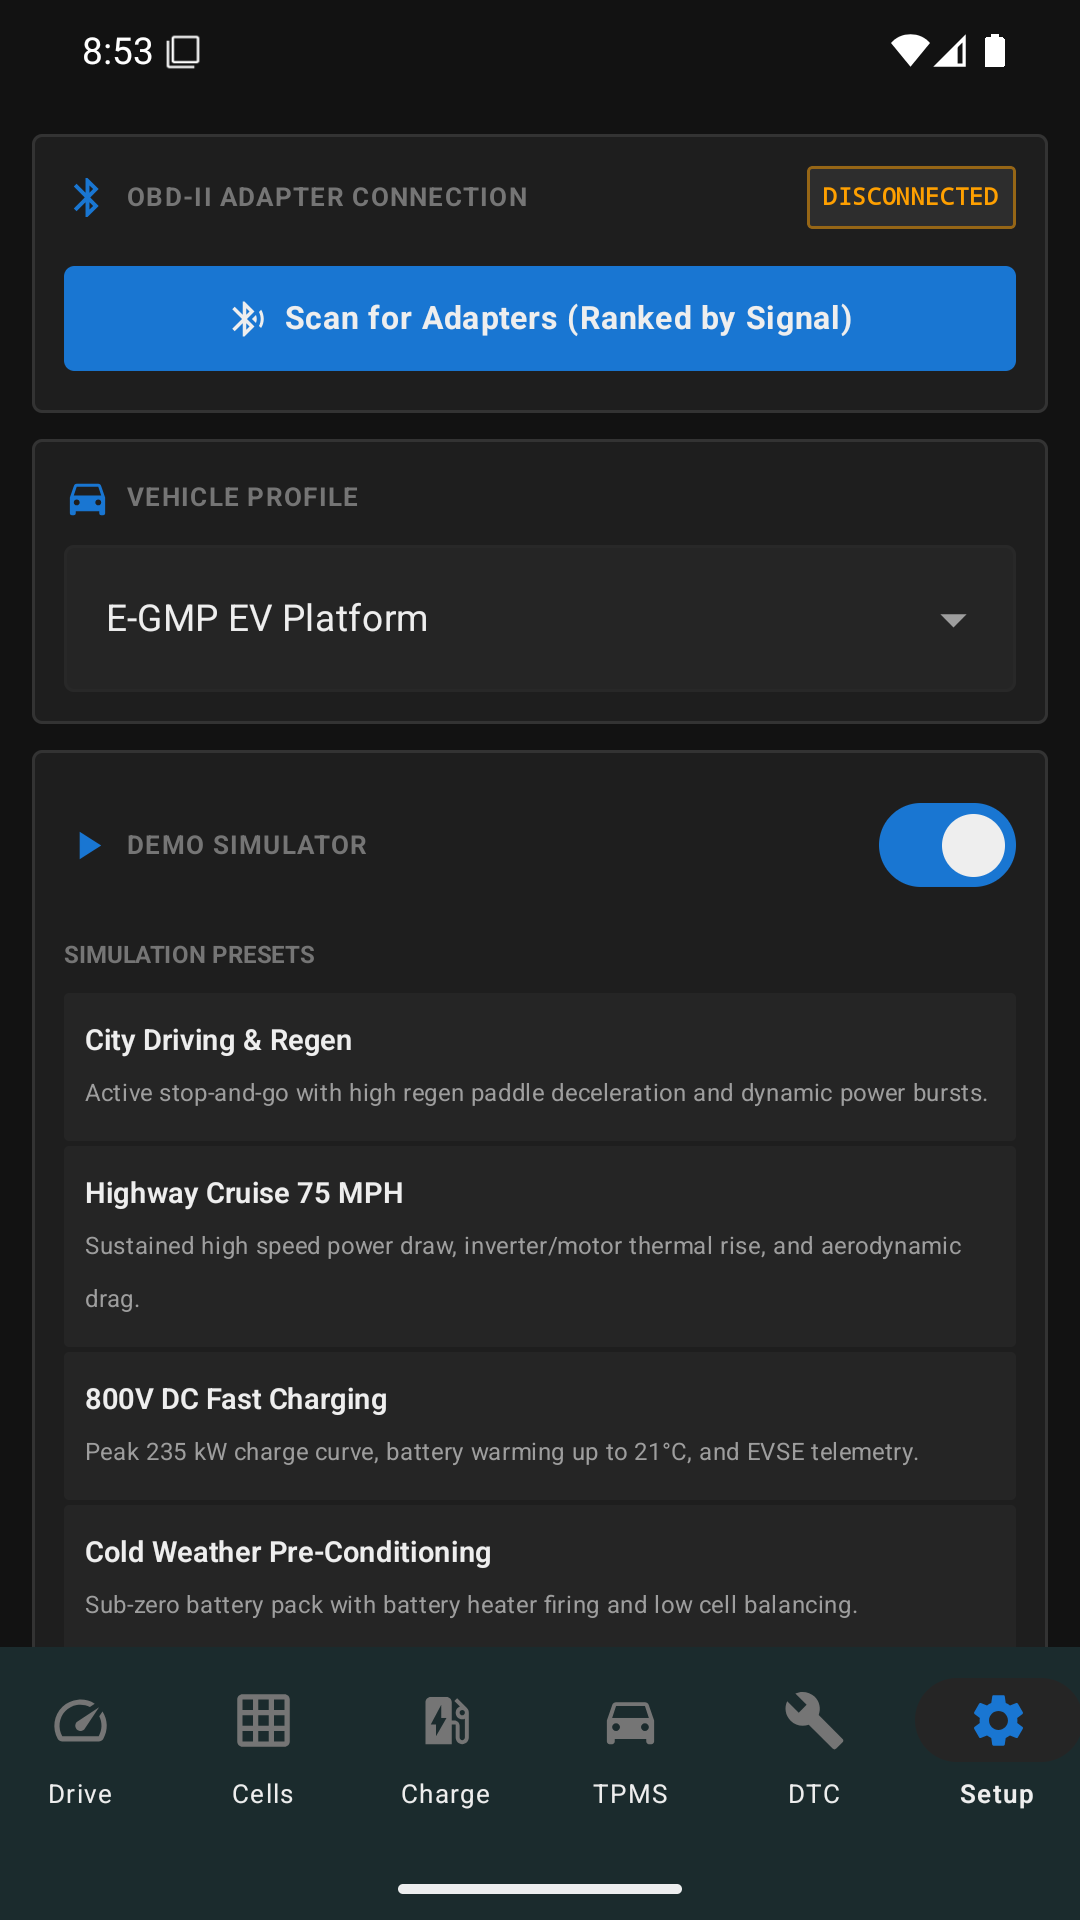 8:53
OBD-II ADAPTER CONNECTION
DISCONNECTED
Scan for Adapters (Ranked by Signal)
VEHICLE PROFILE
E-GMP EV Platform
DEMO SIMULATOR
SIMULATION PRESETS
City Driving & Regen
Active stop-and-go with high regen paddle deceleration and dynamic power bursts.
Highway Cruise 75 MPH
Sustained high speed power draw, inverter/motor thermal rise, and aerodynamic
drag.
800V DC Fast Charging
Peak 235 kW charge curve, battery warming up to 21°C, and EVSE telemetry.
Cold Weather Pre-Conditioning
Sub-zero battery pack with battery heater firing and low cell balancing.
Drive
Cells
Charge
TPMS
DTC
Setup